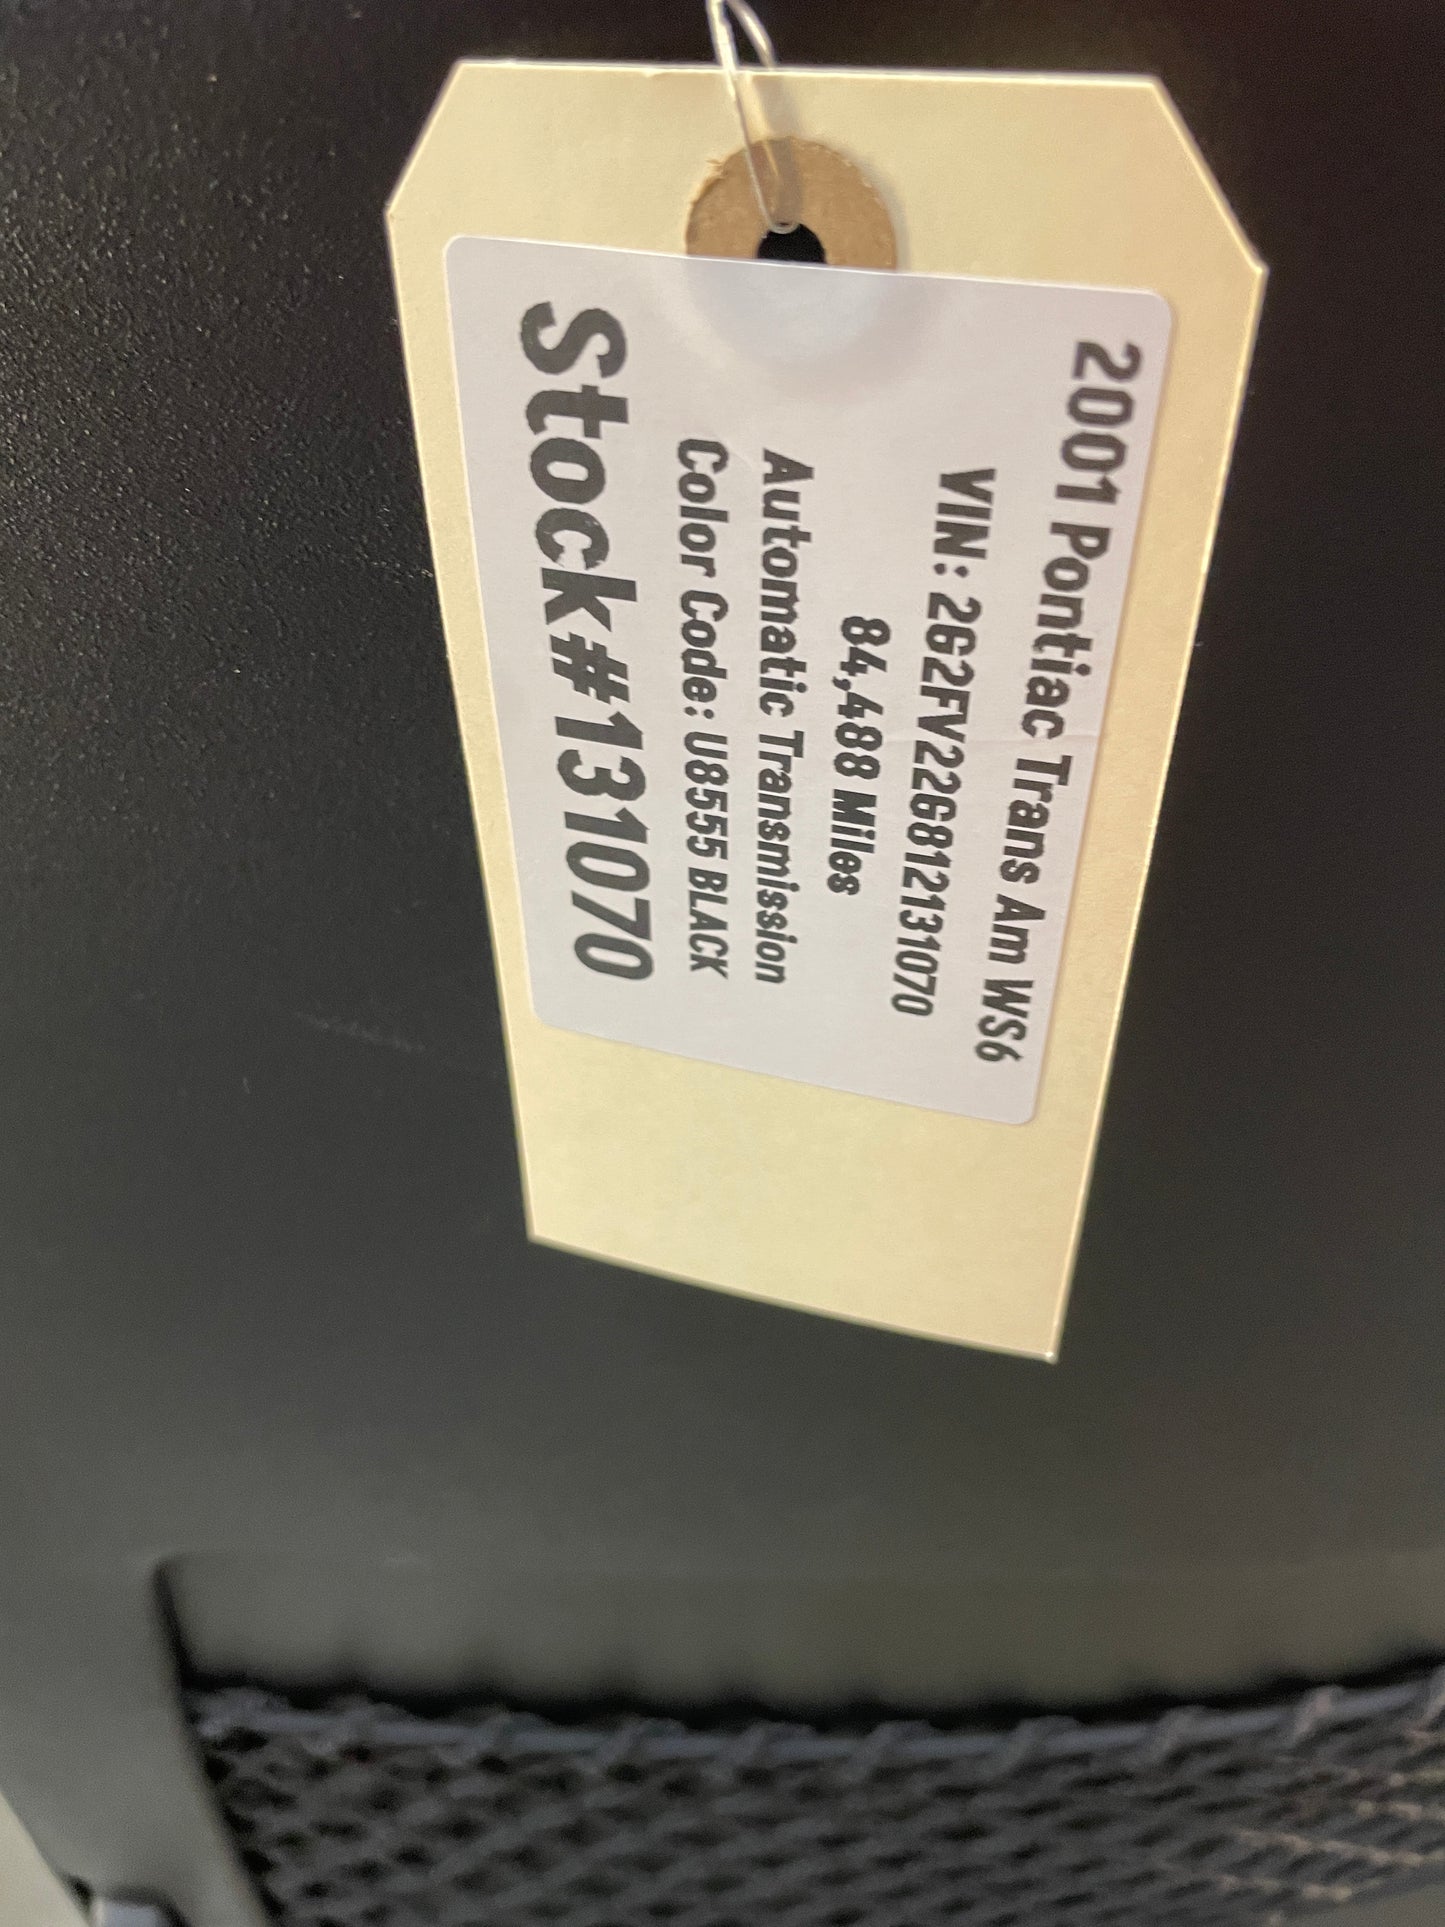 2001 Pontiac Trans Am WS6
VIN: 2G2FV22G812131070
84,488 Miles
Automatic Transmission
Color Code: U8555 BLACK
Stock#131070